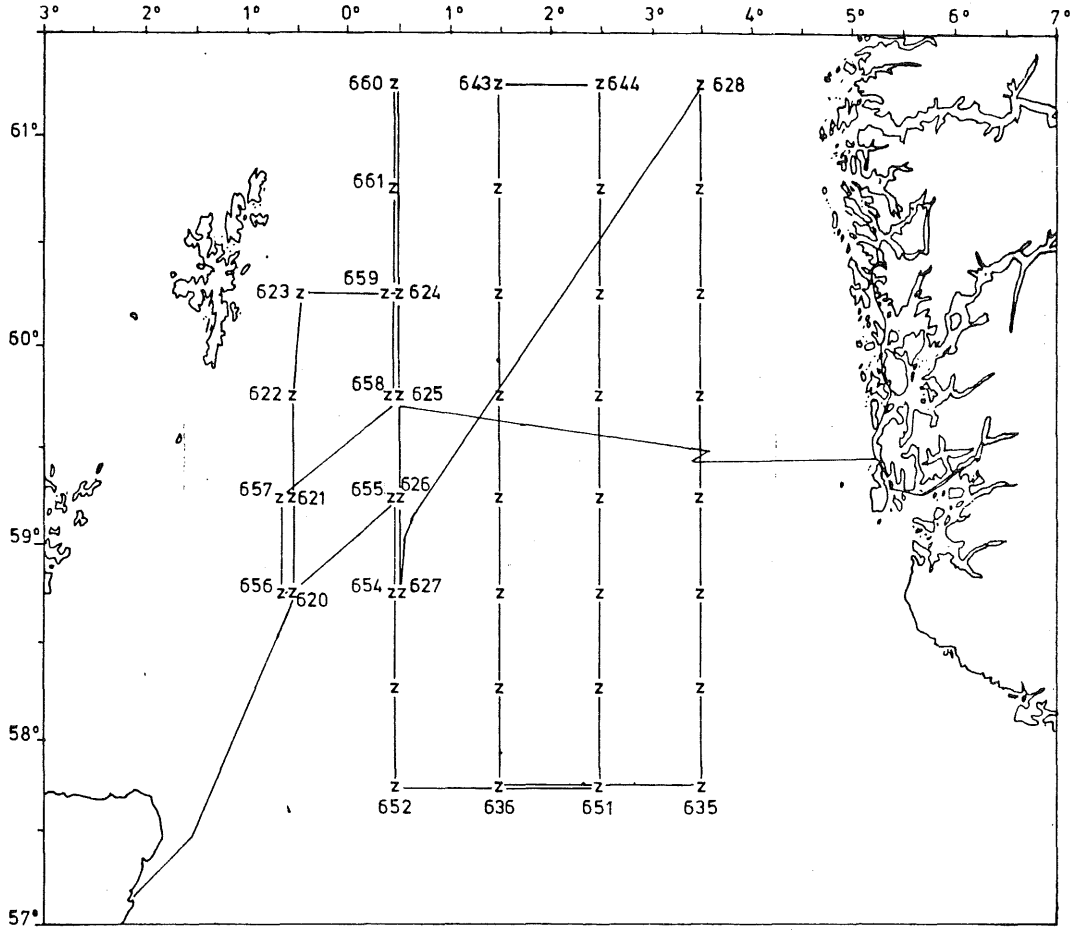 3° 2° 1° 0° 1° 2° 3° 4° 5° 6° 7°
660 z 643 z z 644 z 628
61°
661 z z z z
623 z 659 z z 624 z z z
60°
622 z 658 z z 625 z z z
657 z z 621 655 z z 626 z z z
59°
656 z z 620 654 z z 627 z z z
z z z z
58°
z z z z
652 636 651 635
57°